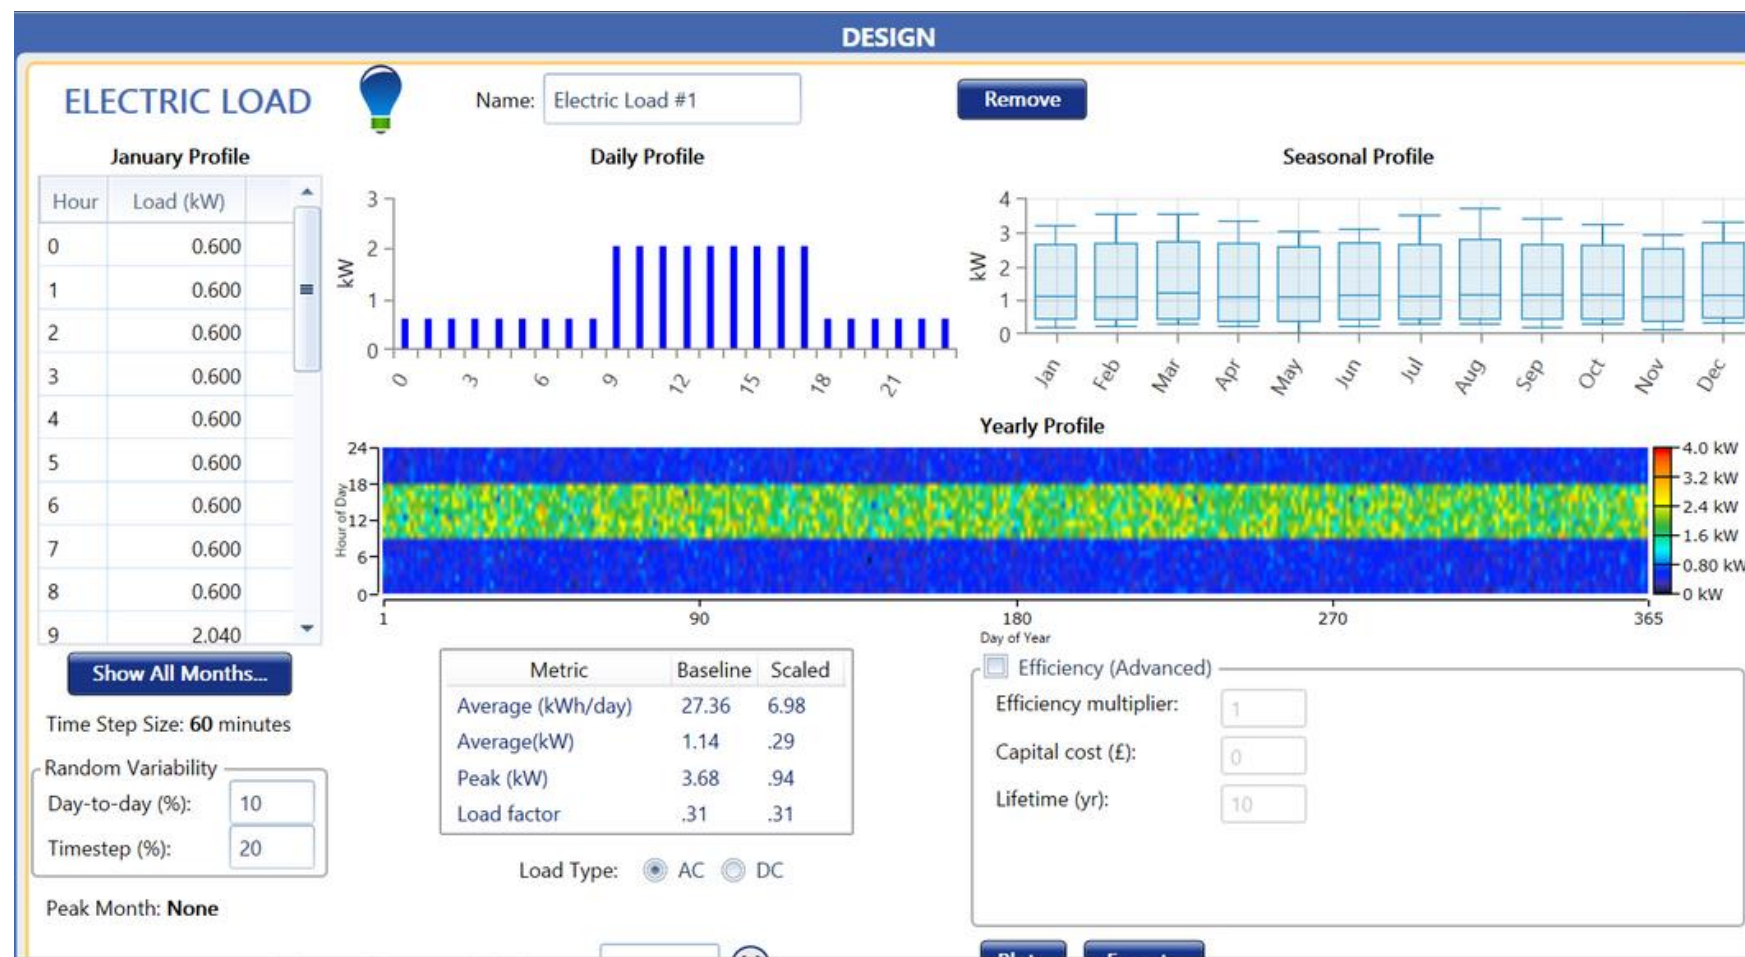 DESIGN
ELECTRIC LOAD
Name: Electric Load #1
Remove
January Profile
Hour Load (kW)
0 0.600
1 0.600
2 0.600
3 0.600
4 0.600
5 0.600
6 0.600
7 0.600
8 0.600
9 2.040
Show All Months...
Time Step Size: 60 minutes
Random Variability
Day-to-day (%): 10
Timestep (%): 20
Peak Month: None
Daily Profile
kW
3
2
1
0
0 3 6 9 12 15 18 21
Seasonal Profile
kW
4
3
2
1
0
Jan Feb Mar Apr May Jun Jul Aug Sep Oct Nov Dec
Yearly Profile
Hour of Day
24
18
12
6
0
1 90 180 270 365
Day of Year
4.0 kW
3.2 kW
2.4 kW
1.6 kW
0.80 kW
0 kW
Metric Baseline Scaled
Average (kWh/day) 27.36 6.98
Average(kW) 1.14 .29
Peak (kW) 3.68 .94
Load factor .31 .31
Load Type: AC DC
Efficiency (Advanced)
Efficiency multiplier: 1
Capital cost (£): 0
Lifetime (yr): 10